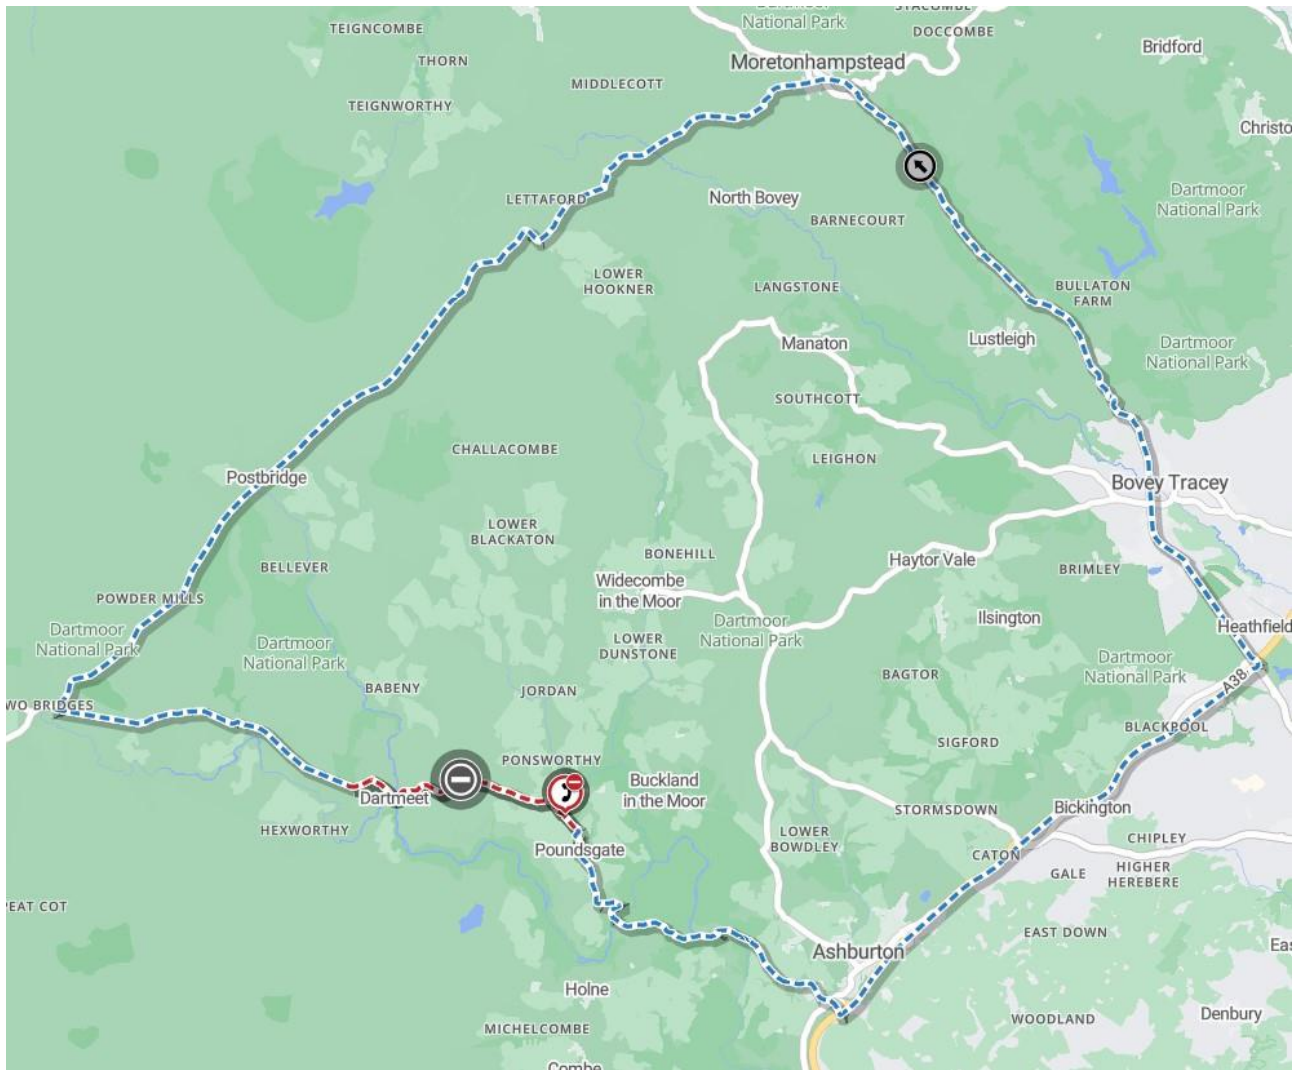 Dartmoor
National Park
STACOMBE
TEIGNCOMBE
DOCCOMBE
Bridford
THORN
Moretonhampstead
MIDDLECOTT
TEIGNWORTHY
Christo
LETTAFORD
North Bovey
Dartmoor
National Park
BARNECOURT
LOWER
HOOKNER
LANGSTONE
BULLATON
FARM
Manaton
Lustleigh
Dartmoor
National Park
SOUTHCOTT
CHALLACOMBE
LEIGHON
Postbridge
Bovey Tracey
LOWER
BLACKATON
BONEHILL
Haytor Vale
BELLEVER
BRIMLEY
Widecombe
in the Moor
POWDER MILLS
Ilsington
Dartmoor
National Park
Dartmoor
National Park
Dartmoor
National Park
Heathfield
LOWER
DUNSTONE
Dartmoor
National Park
BAGTOR
A38
BABENY
JORDAN
WO BRIDGES
BLACKPOOL
SIGFORD
PONSWORTHY
Buckland
in the Moor
Dartmeet
STORMSDOWN
Bickington
HEXWORTHY
LOWER
BOWDLEY
CHIPLEY
Poundsgate
CATON
GALE
HIGHER
HEREBERE
PEAT COT
EAST DOWN
Eas
Ashburton
Holne
WOODLAND
Denbury
MICHELCOMBE
Combe